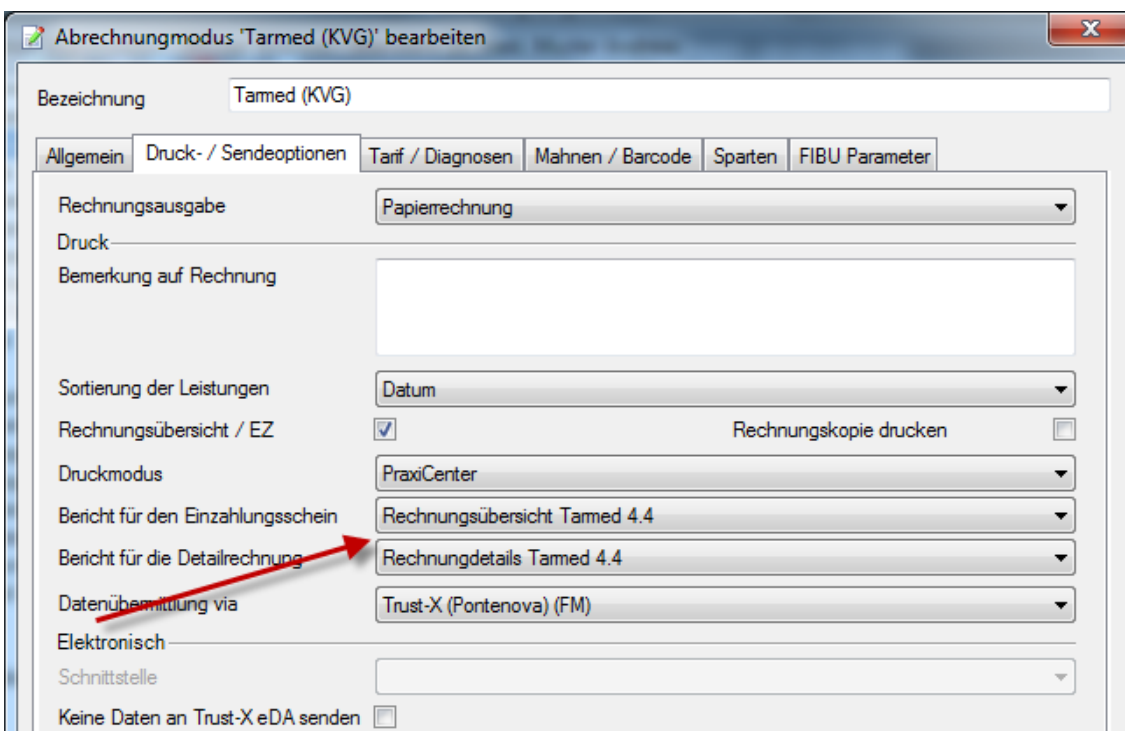 Abrechnungmodus 'Tarmed (KVG)' bearbeiten
Bezeichnung Tarmed (KVG)
Allgemein Druck- / Sendeoptionen Tarif / Diagnosen Mahnen / Barcode Sparten FIBU Parameter
Rechnungsausgabe Papierrechnung
Druck
Bemerkung auf Rechnung
Sortierung der Leistungen Datum
Rechnungsübersicht / EZ Rechnungskopie drucken
Druckmodus PraxiCenter
Bericht für den Einzahlungsschein Rechnungsübersicht Tarmed 4.4
Bericht für die Detailrechnung Rechnungdetails Tarmed 4.4
Datenübermittlung via Trust-X (Pontenova) (FM)
Elektronisch
Schnittstelle
Keine Daten an Trust-X eDA senden